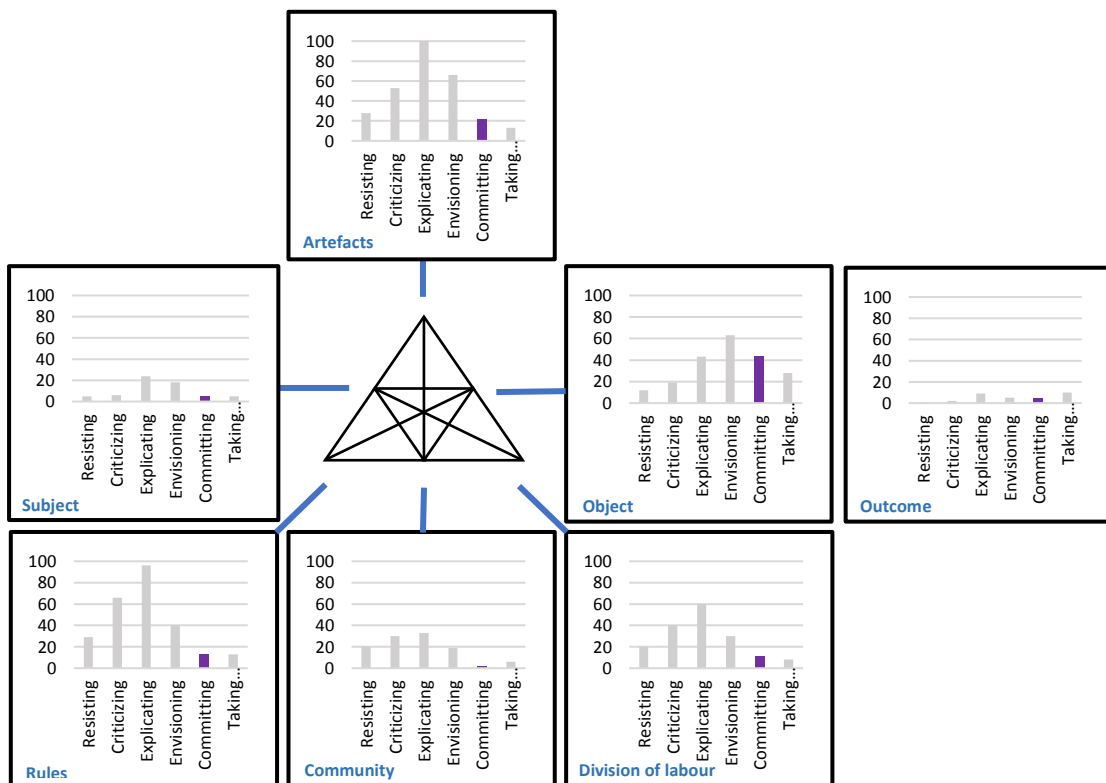 100
80
60
40
20
0
Resisting
Criticizing
Explicating
Envisioning
Committing
Taking...
Artefacts
100
80
60
40
20
0
Resisting
Criticizing
Explicating
Envisioning
Committing
Taking...
Subject
100
80
60
40
20
0
Resisting
Criticizing
Explicating
Envisioning
Committing
Taking...
Object
100
80
60
40
20
0
Resisting
Criticizing
Explicating
Envisioning
Committing
Taking...
Outcome
100
80
60
40
20
0
Resisting
Criticizing
Explicating
Envisioning
Committing
Taking...
Rules
100
80
60
40
20
0
Resisting
Criticizing
Explicating
Envisioning
Committing
Taking...
Community
100
80
60
40
20
0
Resisting
Criticizing
Explicating
Envisioning
Committing
Taking...
Division of labour